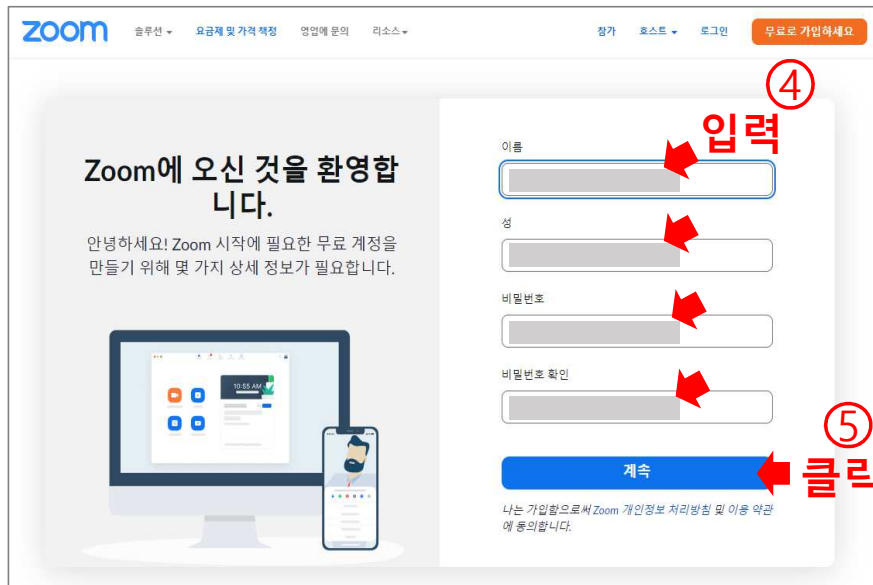 zoom 솔루션 요금제 및 가격 책정 영업에 문의 리소스 참가 호스트 로그인 무료로 가입하세요
④
입력
Zoom에 오신 것을 환영합
니다.
안녕하세요! Zoom 시작에 필요한 무료 계정을
만들기 위해 몇 가지 상세 정보가 필요합니다.
10:55 AM
이름
성
비밀번호
비밀번호 확인
⑤
계속
나는 가입함으로써 Zoom 개인정보 처리방침 및 이용 약관
에 동의합니다.